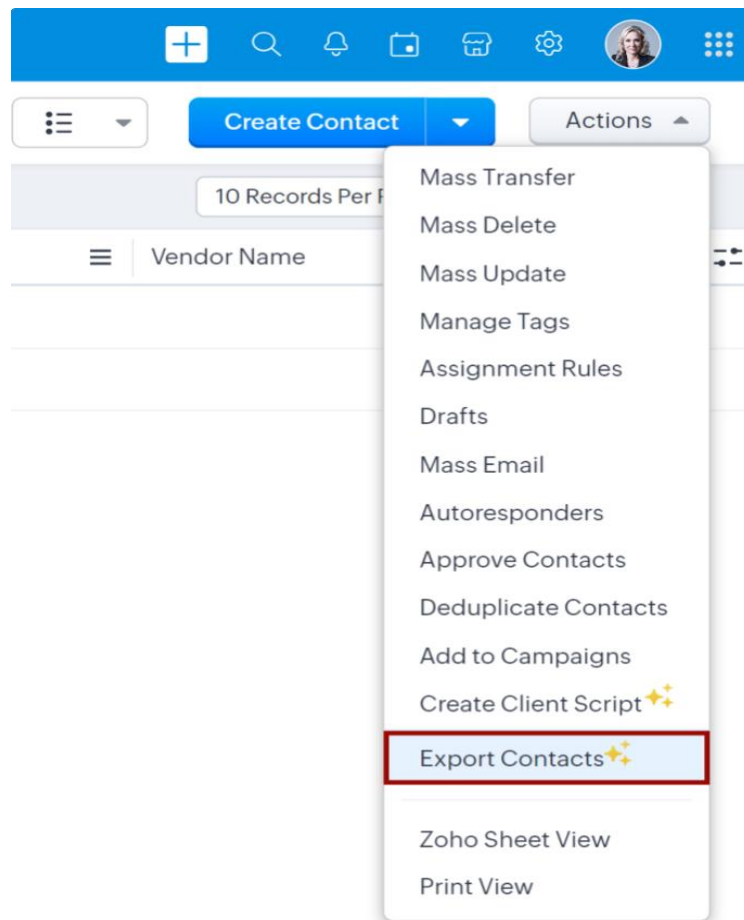 Create Contact
Actions
10 Records Per
Vendor Name
Mass Transfer
Mass Delete
Mass Update
Manage Tags
Assignment Rules
Drafts
Mass Email
Autoresponders
Approve Contacts
Deduplicate Contacts
Add to Campaigns
Create Client Script
Export Contacts
Zoho Sheet View
Print View